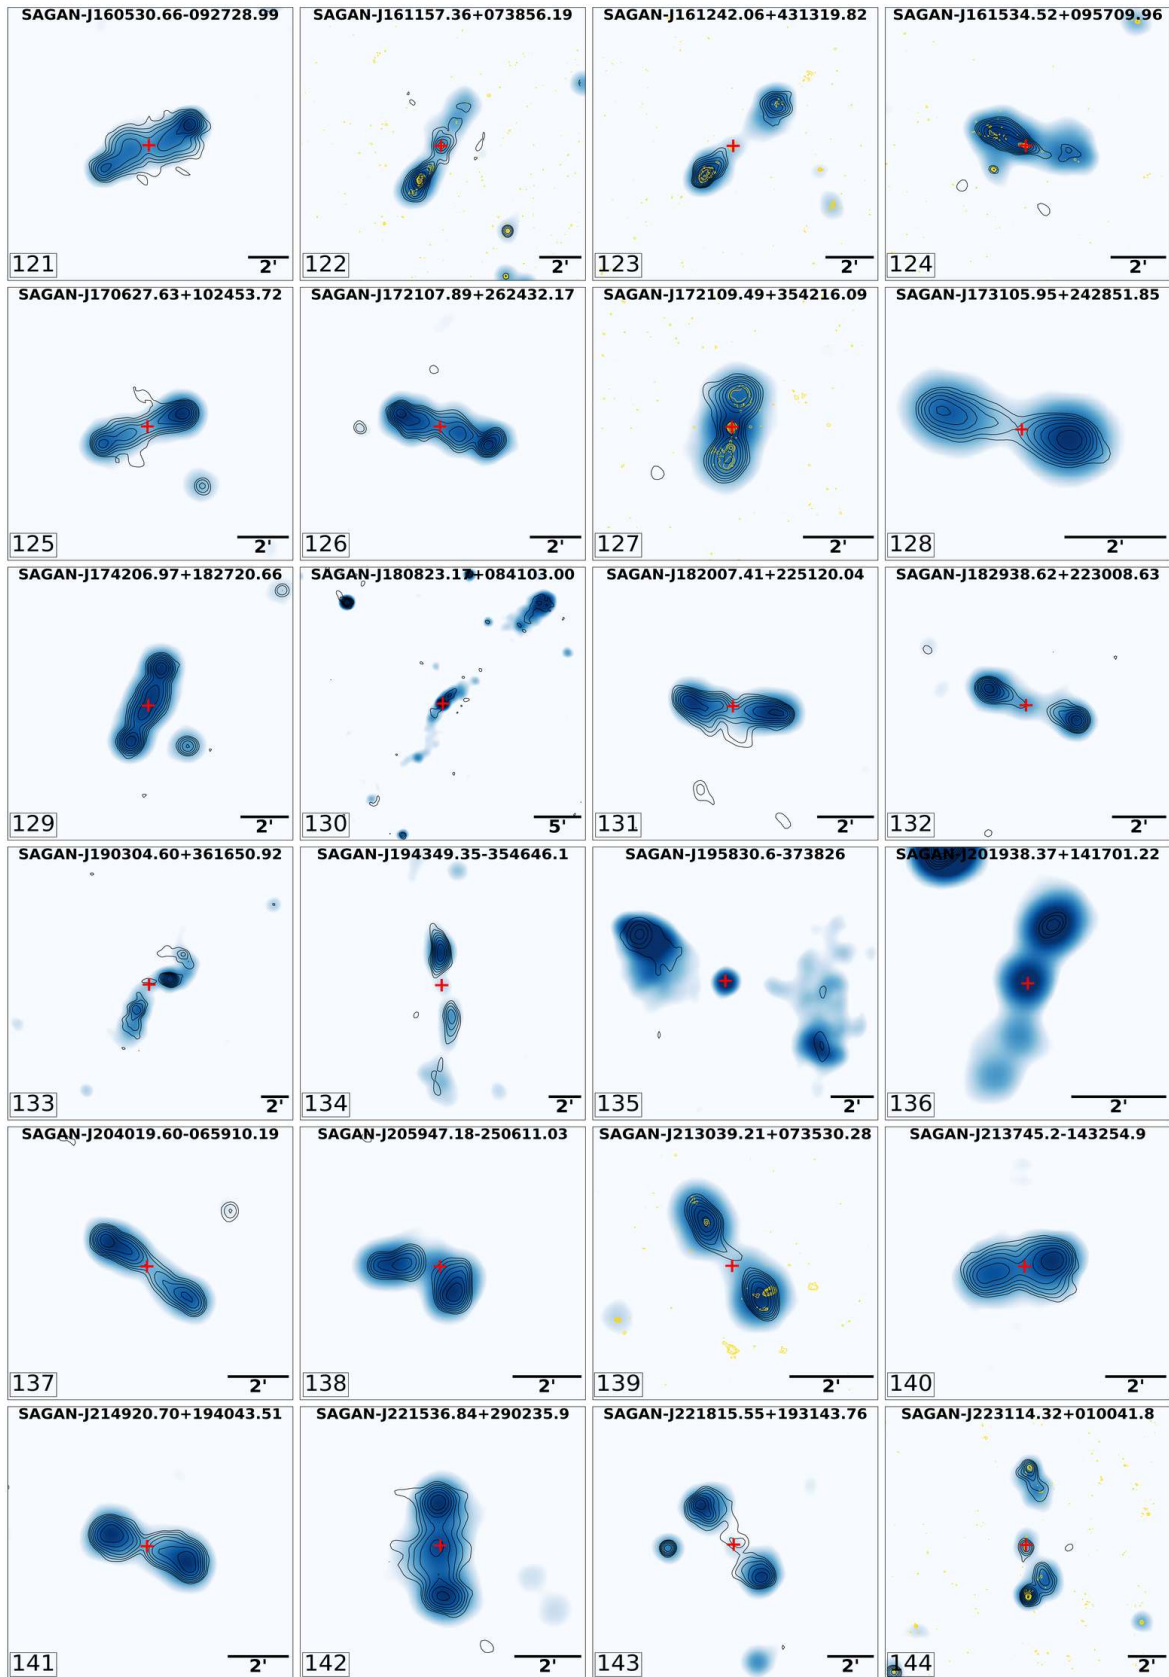 SAGAN-J160530.66-092728.99
2'
121
SAGAN-J161157.36+073856.19
2'
122
SAGAN-J161242.06+431319.82
2'
123
SAGAN-J161534.52+095709.96
2'
124
SAGAN-J170627.63+102453.72
2'
125
SAGAN-J172107.89+262432.17
2'
126
SAGAN-J172109.49+354216.09
2'
127
SAGAN-J173105.95+242851.85
2'
128
SAGAN-J174206.97+182720.66
2'
129
SAGAN-J180823.17+084103.00
5'
130
SAGAN-J182007.41+225120.04
2'
131
SAGAN-J182938.62+223008.63
2'
132
SAGAN-J190304.60+361650.92
2'
133
SAGAN-J194349.35-354646.1
2'
134
SAGAN-J195830.6-373826
2'
135
SAGAN-J201938.37+141701.22
2'
136
SAGAN-J204019.60-065910.19
2'
137
SAGAN-J205947.18-250611.03
2'
138
SAGAN-J213039.21+073530.28
2'
139
SAGAN-J213745.2-143254.9
2'
140
SAGAN-J214920.70+194043.51
2'
141
SAGAN-J221536.84+290235.9
2'
142
SAGAN-J221815.55+193143.76
2'
143
SAGAN-J223114.32+010041.8
2'
144